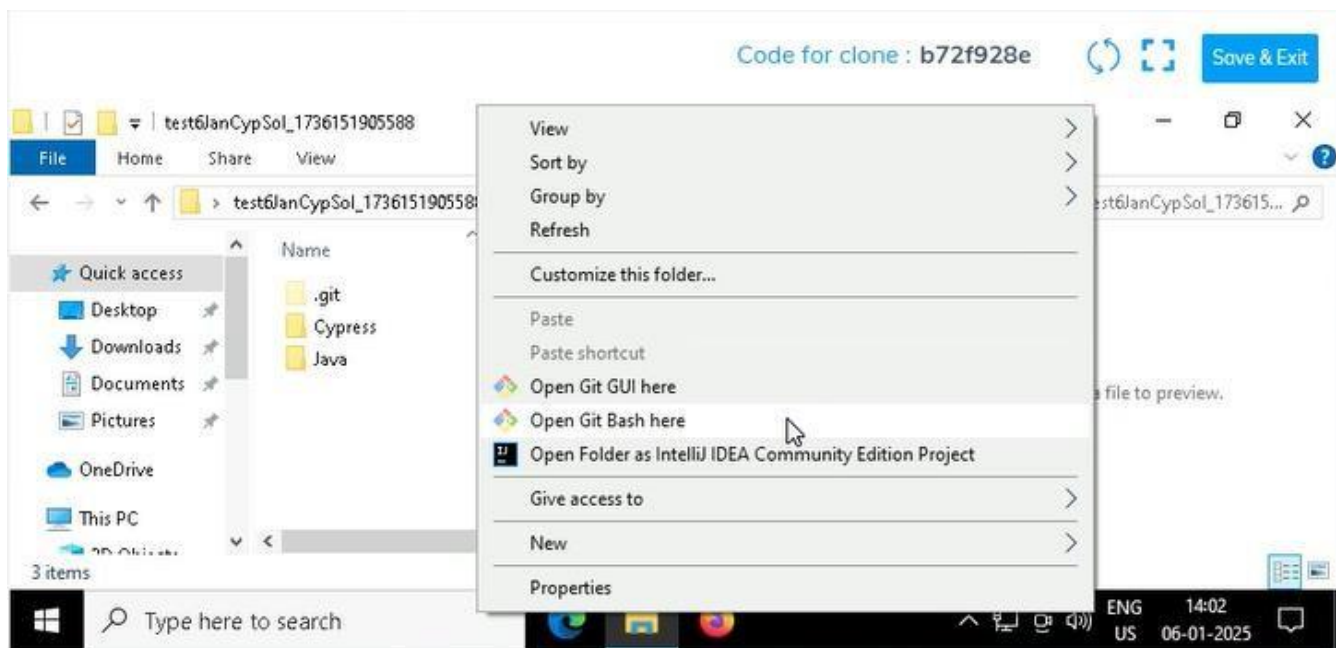 Code for clone : b72f928e
Save & Exit
test6JanCypSol_1736151905588
File Home Share View
test6JanCypSol_173615190558
est6JanCypSol_173615...
Name
Quick access
Desktop
Downloads
Documents
Pictures
OneDrive
This PC
.git
Cypress
Java
View
Sort by
Group by
Refresh
Customize this folder...
Paste
Paste shortcut
Open Git GUI here
Open Git Bash here
Open Folder as IntelliJ IDEA Community Edition Project
Give access to
New
Properties
a file to preview.
3 items
Type here to search
ENG
US
14:02
06-01-2025